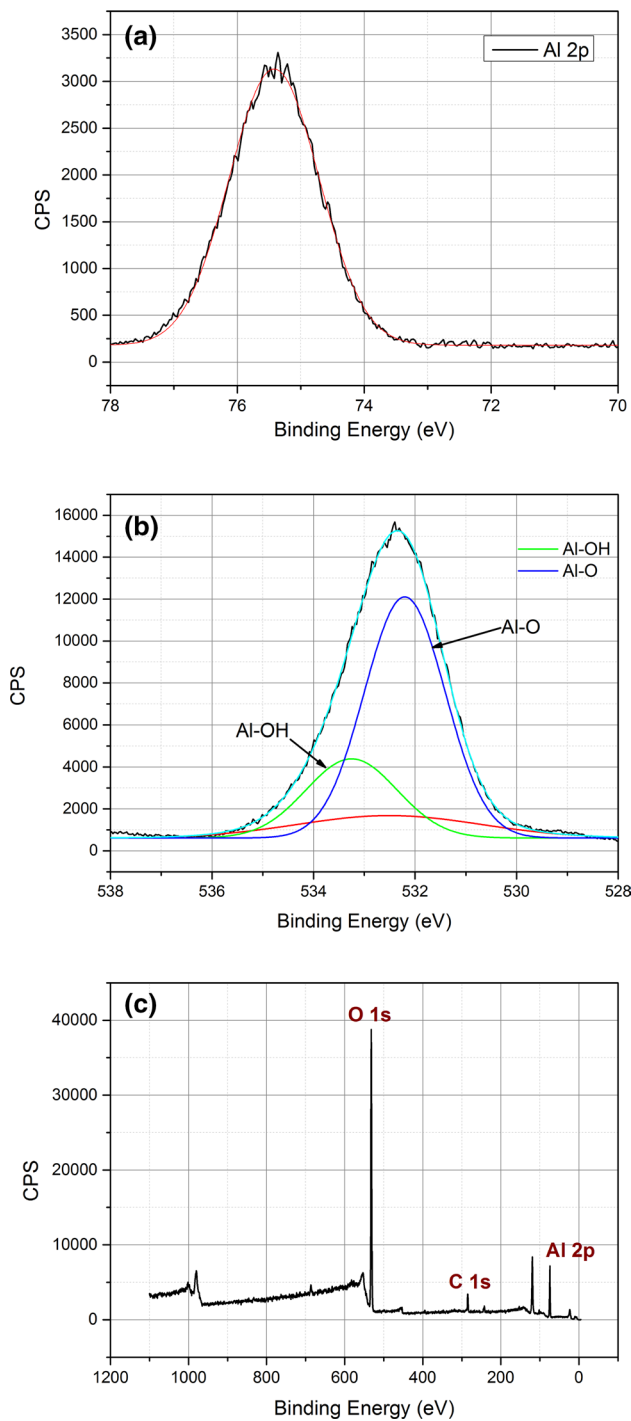 (a)
Al 2p
3500
3000
2500
2000
1500
1000
500
0
CPS
78 76 74 72 70
Binding Energy (eV)
(b)
Al-OH
Al-O
Al-O
Al-OH
16000
14000
12000
10000
8000
6000
4000
2000
0
CPS
538 536 534 532 530 528
Binding Energy (eV)
(c)
O 1s
C 1s
Al 2p
40000
30000
20000
10000
0
CPS
1200 1000 800 600 400 200 0
Binding Energy (eV)